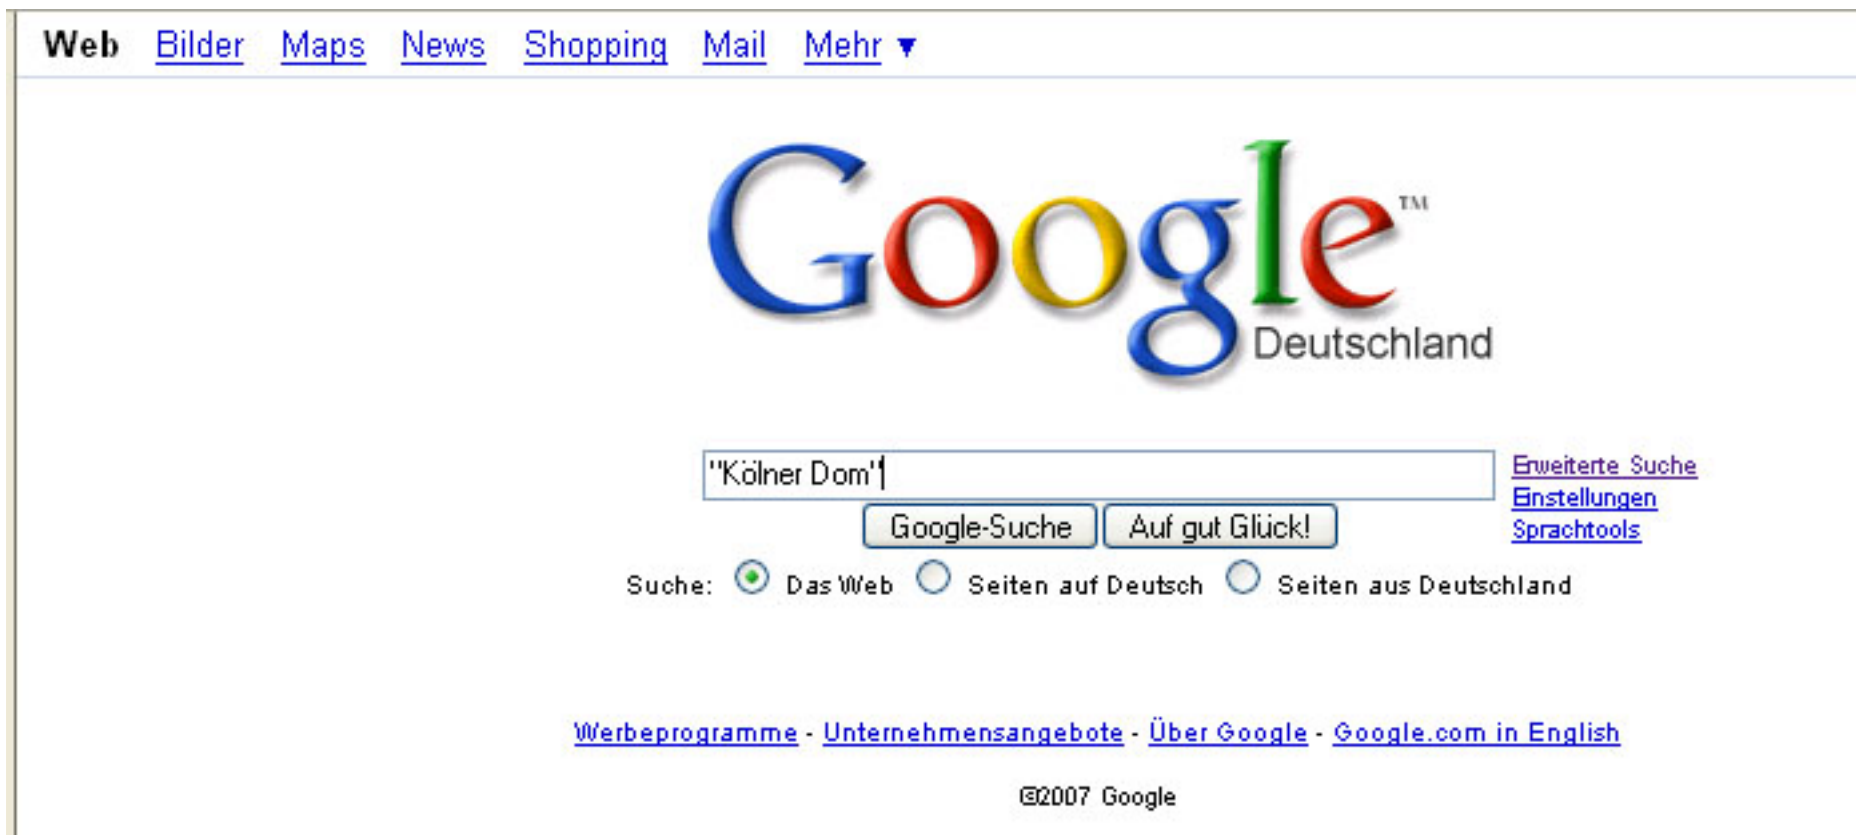 Web Bilder Maps News Shopping Mail Mehr ▼
Google™
Deutschland
"Kölner Dom"
Erweiterte Suche
Einstellungen
Sprachtools
Google-Suche Auf gut Glück!
Suche: Das Web Seiten auf Deutsch Seiten aus Deutschland
Werbeprogramme - Unternehmensangebote - Über Google - Google.com in English
©2007 Google